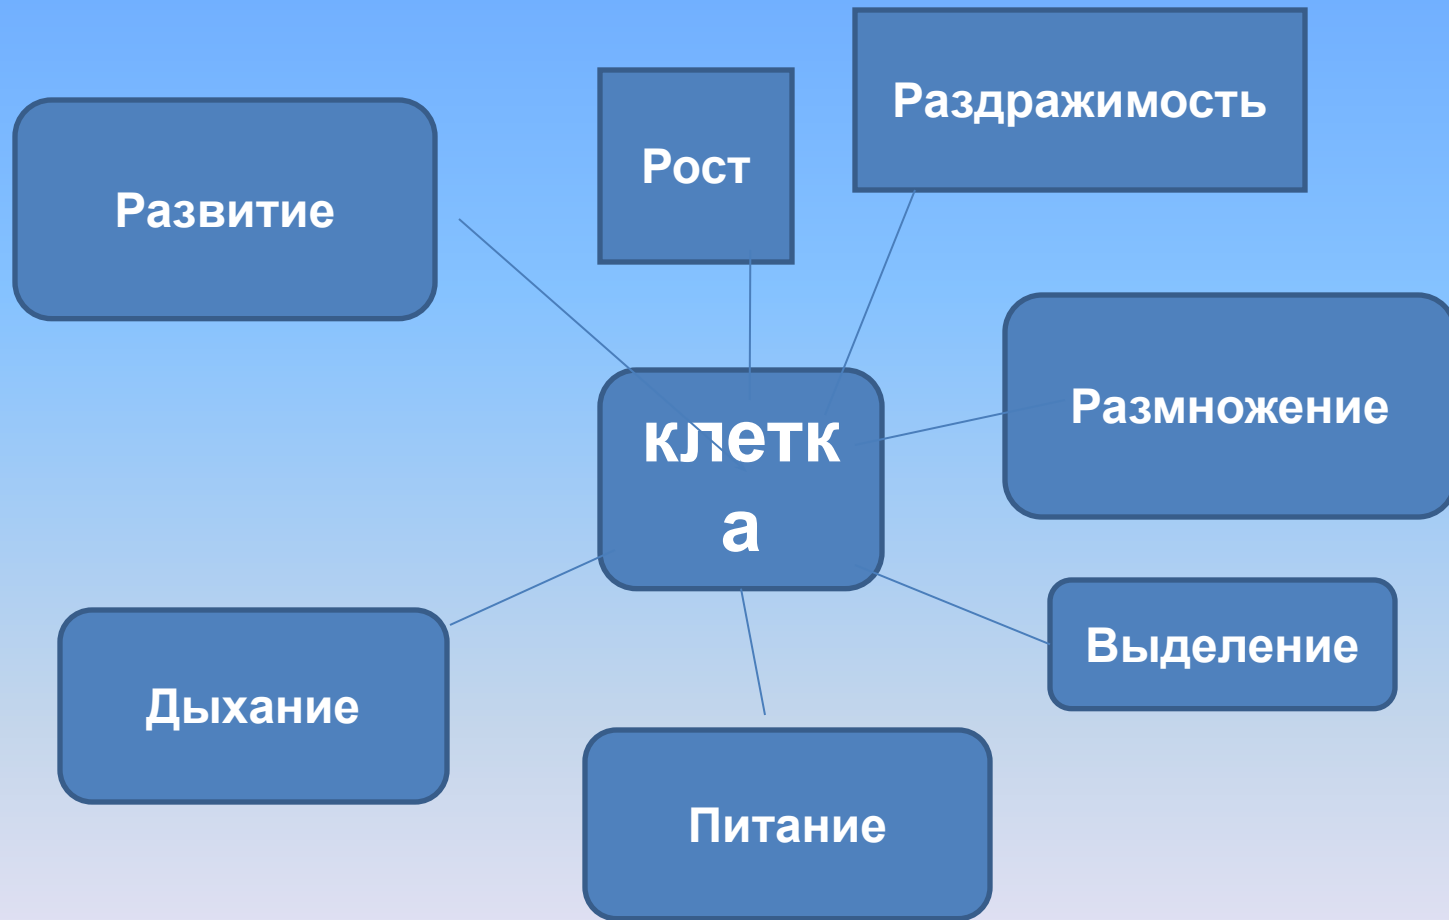 Раздражимость
Рост
Развитие
Размножение
клетк
а
Выделение
Дыхание
Питание